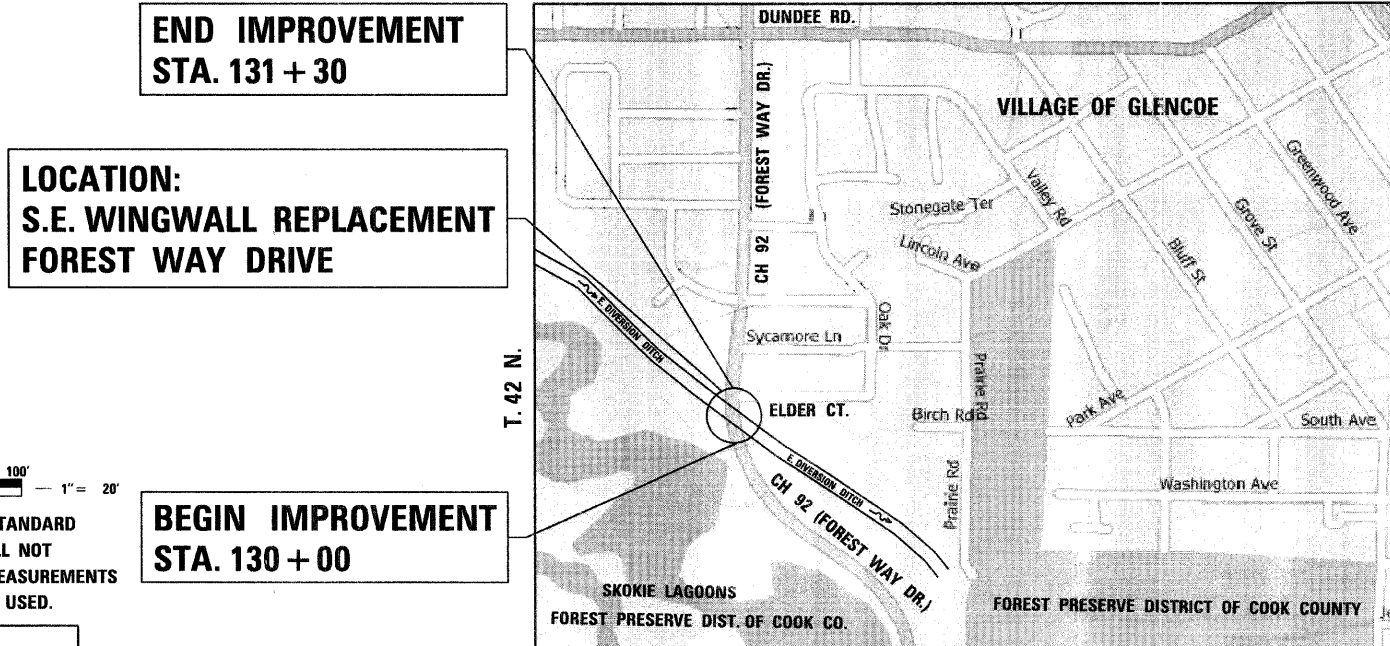 END IMPROVEMENT
STA. 131 + 30
LOCATION:
S.E. WINGWALL REPLACEMENT
FOREST WAY DRIVE
BEGIN IMPROVEMENT
STA. 130 + 00
100'
1" = 20'
TANDARD
L NOT
EASUREMENTS
USED.
T. 42 N.
DUNDEE RD.
CH 92 (FOREST WAY DR.)
VILLAGE OF GLENCOE
Stonegate Ter
Lincoln Ave
Valley Rd
Bluff St
Grove St
Greenwood Ave
E. DIVERSION DITCH
Sycamore Ln
Oak Dr
Prairie Rd
ELDER CT.
Birch Rd
Park Ave
South Ave
E. DIVERSION DITCH
CH 92 (FOREST WAY DR.)
Prairie Rd
Washington Ave
SKOKIE LAGOONS
FOREST PRESERVE DIST. OF COOK CO.
FOREST PRESERVE DISTRICT OF COOK COUNTY